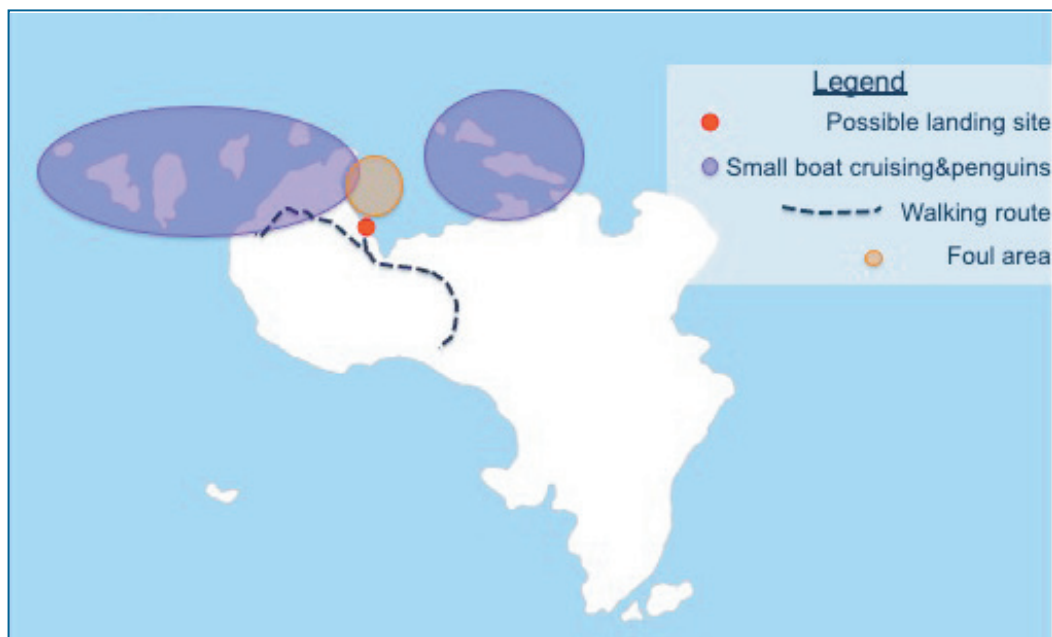 Legend
Possible landing site
Small boat cruising&penguins
Walking route
Foul area